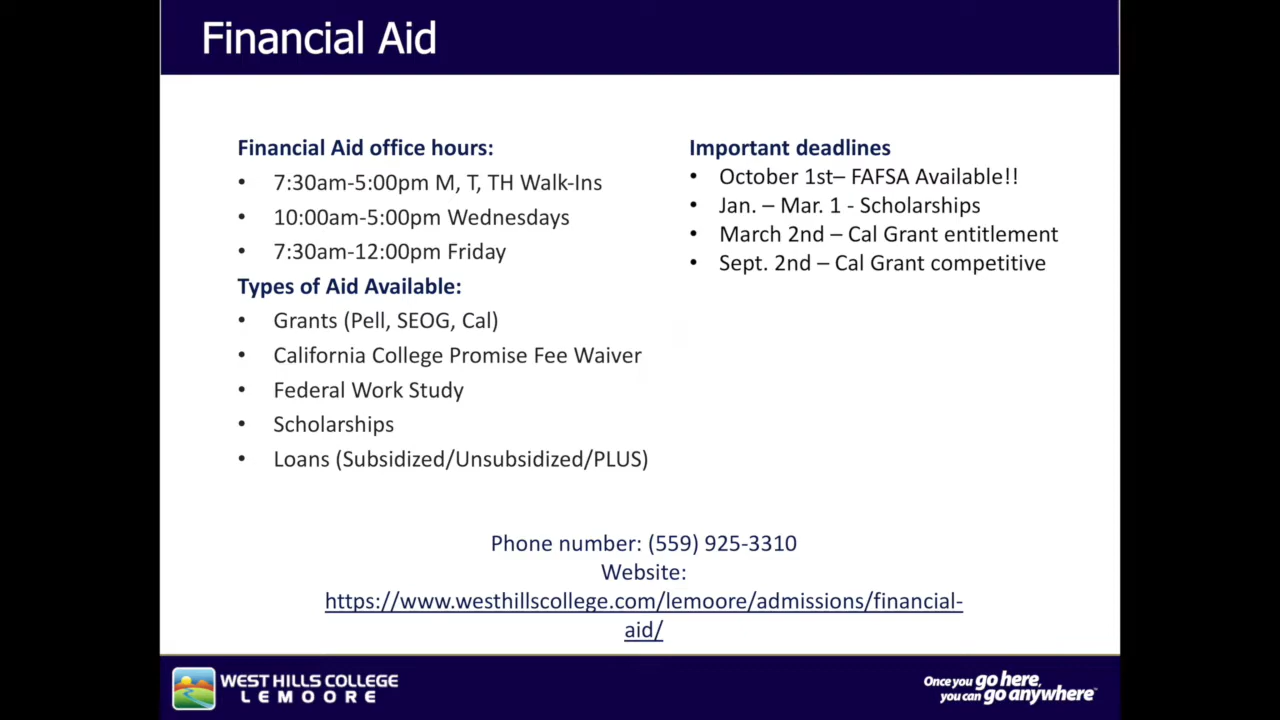 Financial Aid
Financial Aid office hours:
• 7:30am-5:00pm M, T, TH Walk-Ins
• 10:00am-5:00pm Wednesdays
• 7:30am-12:00pm Friday
Types of Aid Available:
• Grants (Pell, SEOG, Cal)
• California College Promise Fee Waiver
• Federal Work Study
• Scholarships
• Loans (Subsidized/Unsubsidized/PLUS)
Important deadlines
• October 1st– FAFSA Available!!
• Jan. – Mar. 1 - Scholarships
• March 2nd – Cal Grant entitlement
• Sept. 2nd – Cal Grant competitive
Phone number: (559) 925-3310
Website:
https://www.westhillscollege.com/lemoore/admissions/financial-
aid/
WEST HILLS COLLEGE
LEMOORE
Once you go here,
you can go anywhere™